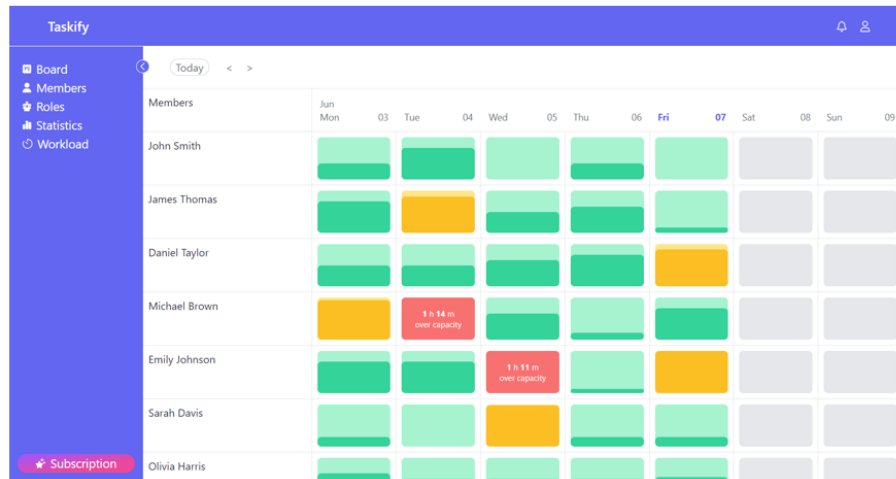 Taskify
Board
Members
Roles
Statistics
Workload
Subscription
Today < >
Members
Jun
Mon 03 Tue 04 Wed 05 Thu 06 Fri 07 Sat 08 Sun 09
John Smith
James Thomas
Daniel Taylor
Michael Brown
1 h 14 m
over capacity
Emily Johnson
1 h 11 m
over capacity
Sarah Davis
Olivia Harris